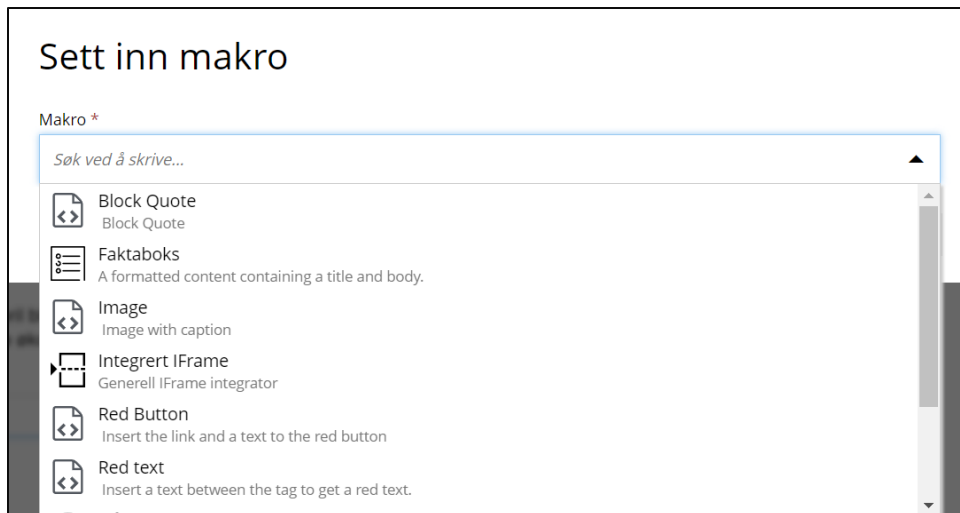 Sett inn makro
Makro *
Søk ved å skrive...
Block Quote
Block Quote
Faktaboks
A formatted content containing a title and body.
Image
Image with caption
Integrert IFrame
Generell IFrame integrator
Red Button
Insert the link and a text to the red button
Red text
Insert a text between the tag to get a red text.